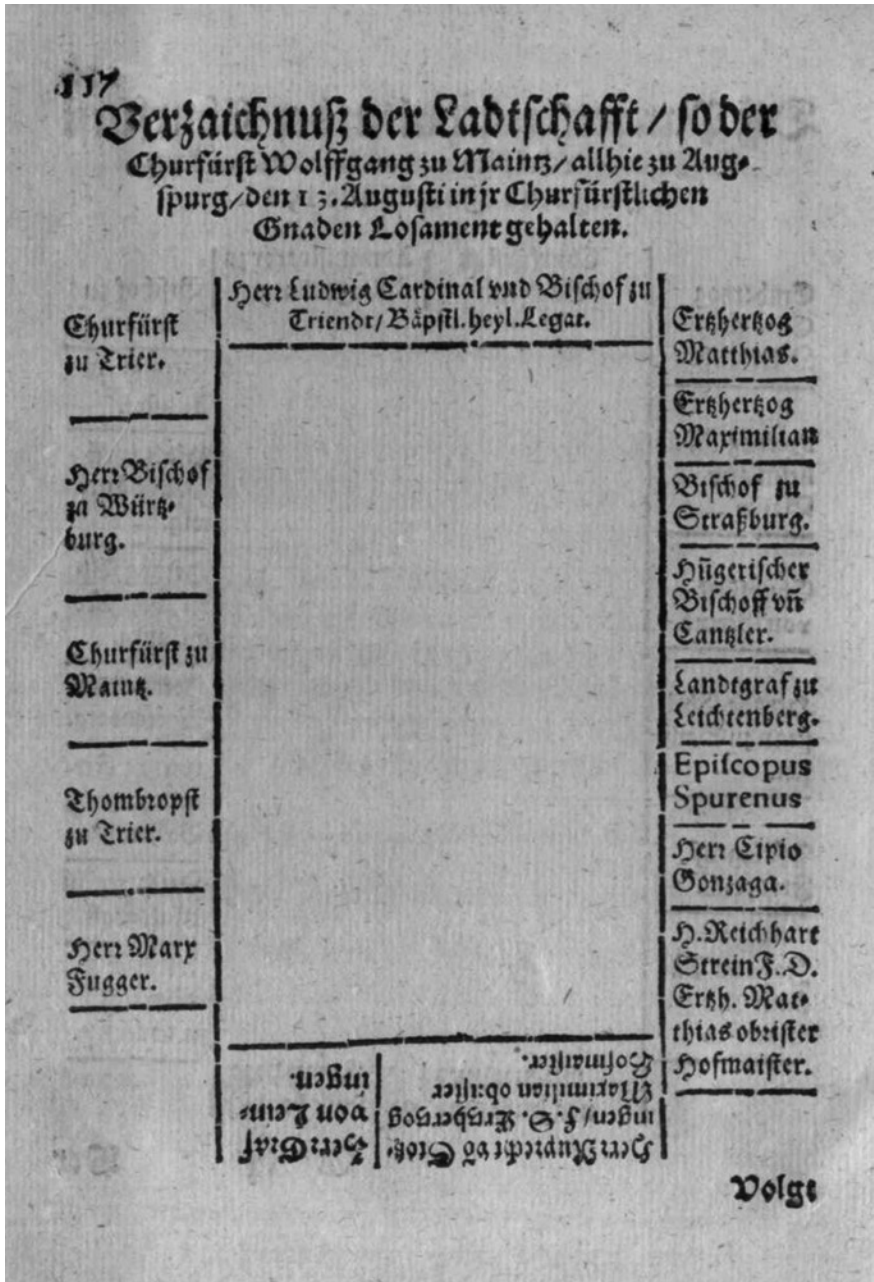 117
Verzaichnuß der Ladtschafft / so der
Churfürst Wolffgang zu Maintz / allhie zu Aug-
spurg / den 13. Augusti in jr Churfürstlichen
Gnaden Losament gehalten.
Herr Ludwig Cardinal vnd Bischof zu
Triendt / Bäpstl. heyl. Legat.
Churfürst
zu Trier.
Herr Bischof
zu Würtz-
burg.
Churfürst zu
Maintz.
Thombropst
zu Trier.
Herr Marx
Fugger.
Ertzhertzog
Matthias.
Ertzhertzog
Maximilian
Bischof zu
Straßburg.
Hũgerischer
Bischoff vñ
Cantzler.
Landtgraf zu
Leichtenberg.
Episcopus
Spurenus
Herr Cipio
Gonzaga.
H. Reichhart
Strein F. D.
Ertzh. Mat-
thias obrister
Hofmaister.
Herr Graf
von Lein-
ingen.
Herr Ruprecht võ Stotz-
ingen / F. D. Ertzhertzog
Maximilian obrister
Hofmaister.
Volgt